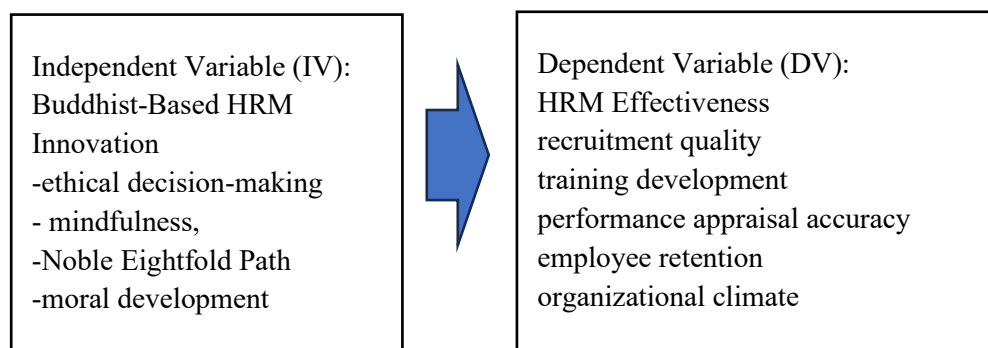 Independent Variable (IV):
Buddhist-Based HRM
Innovation
-ethical decision-making
- mindfulness,
-Noble Eightfold Path
-moral development
Dependent Variable (DV):
HRM Effectiveness
recruitment quality
training development
performance appraisal accuracy
employee retention
organizational climate